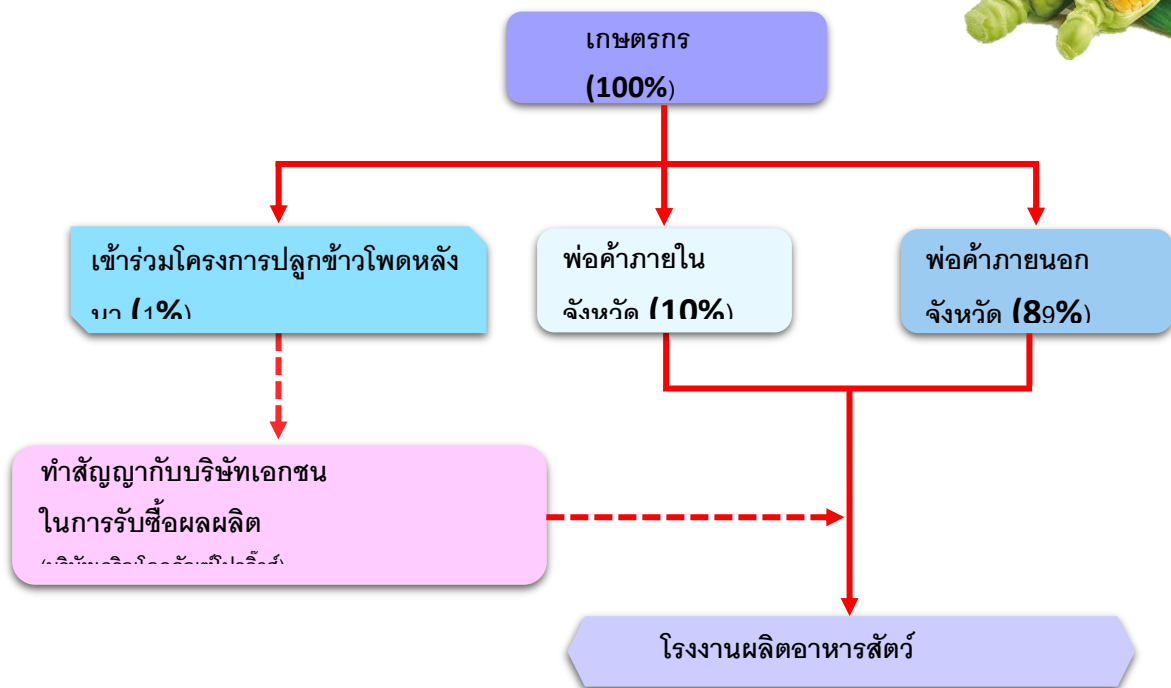 เกษตรกร
(100%)
เข้าร่วมโครงการปลูกข้าวโพดหลัง
นา (1%)
พ่อค้าภายใน
จังหวัด (10%)
พ่อค้าภายนอก
จังหวัด (89%)
ทำสัญญากับบริษัทเอกชน
ในการรับซื้อผลผลิต
โรงงานผลิตอาหารสัตว์